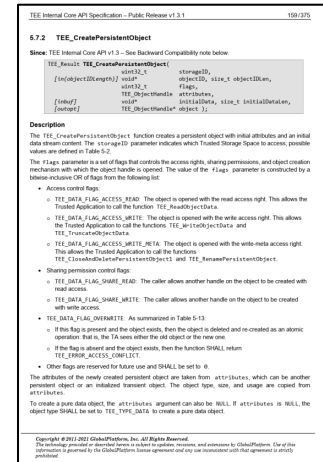 TEE Internal Core API Specification – Public Release v1.3.1 159/375
5.7.2 TEE_CreatePersistentObject
Since: TEE Internal Core API v1.3 – See Backward Compatibility note below.
TEE_Result TEE_CreatePersistentObject(
uint32_t storageID,
[in(objectIDLength)] void* objectID, size_t objectIDLen,
uint32_t flags,
TEE_ObjectHandle attributes,
[inbuf] void* initialData, size_t initialDataLen,
[outopt] TEE_ObjectHandle* object );
Description
The TEE_CreatePersistentObject function creates a persistent object with initial attributes and an initial
data stream content. The storageID parameter indicates which Trusted Storage Space to access; possible
values are defined in Table 5-2.
The flags parameter is a set of flags that controls the access rights, sharing permissions, and object creation
mechanism with which the object handle is opened. The value of the flags parameter is constructed by a
bitwise-inclusive OR of flags from the following list:
• Access control flags:
o TEE_DATA_FLAG_ACCESS_READ: The object is opened with the read access right. This allows the
Trusted Application to call the function TEE_ReadObjectData.
o TEE_DATA_FLAG_ACCESS_WRITE: The object is opened with the write access right. This allows
the Trusted Application to call the functions TEE_WriteObjectData and
TEE_TruncateObjectData.
o TEE_DATA_FLAG_ACCESS_WRITE_META: The object is opened with the write-meta access right.
This allows the Trusted Application to call the functions
TEE_CloseAndDeletePersistentObject1 and TEE_RenamePersistentObject.
• Sharing permission control flags:
o TEE_DATA_FLAG_SHARE_READ: The caller allows another handle on the object to be created with
read access.
o TEE_DATA_FLAG_SHARE_WRITE: The caller allows another handle on the object to be created
with write access.
• TEE_DATA_FLAG_OVERWRITE: As summarized in Table 5-13:
o If this flag is present and the object exists, then the object is deleted and re-created as an atomic
operation: that is, the TA sees either the old object or the new one.
o If the flag is absent and the object exists, then the function SHALL return
TEE_ERROR_ACCESS_CONFLICT.
• Other flags are reserved for future use and SHALL be set to 0.
The attributes of the newly created persistent object are taken from attributes, which can be another
persistent object or an initialized transient object. The object type, size, and usage are copied from
attributes.
To create a pure data object, the attributes argument can also be NULL. If attributes is NULL, the
object type SHALL be set to TEE_TYPE_DATA to create a pure data object.
Copyright © 2011-2021 GlobalPlatform, Inc. All Rights Reserved.
The technology provided or described herein is subject to updates, revisions, and extensions by GlobalPlatform. Use of this
information is governed by the GlobalPlatform license agreement and any use inconsistent with that agreement is strictly
prohibited.